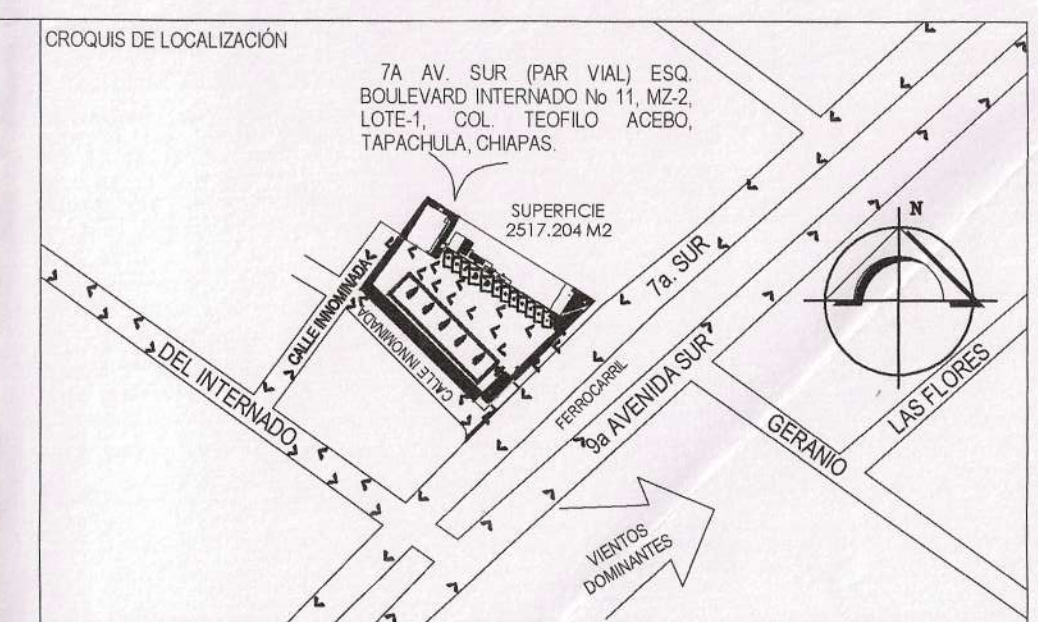 CROQUIS DE LOCALIZACIÓN
7A AV. SUR (PAR VIAL) ESQ.
BOULEVARD INTERNADO No 11, MZ-2,
LOTE-1, COL. TEOFILO ACEBO,
TAPACHULA, CHIAPAS.
SUPERFICIE
2517.204 M2
N
7a. SUR
CALLE INNOMINADA
CALLE INNOMINADA
DEL INTERNADO
FERROCARRIL
9a AVENIDA SUR
LAS FLORES
GERANIO
VIENTOS
DOMINANTES